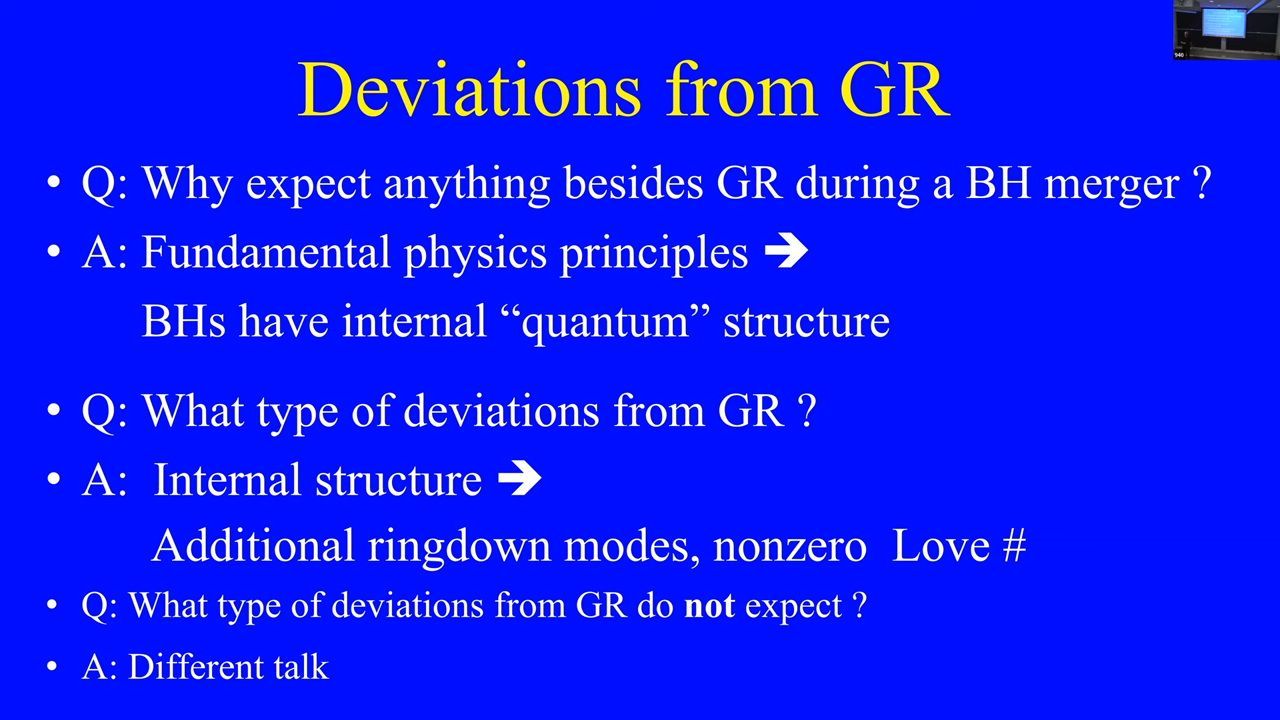 Deviations from GR
• Q: Why expect anything besides GR during a BH merger ?
• A: Fundamental physics principles ➔
BHs have internal “quantum” structure
• Q: What type of deviations from GR ?
• A: Internal structure ➔
Additional ringdown modes, nonzero Love #
• Q: What type of deviations from GR do not expect ?
• A: Different talk